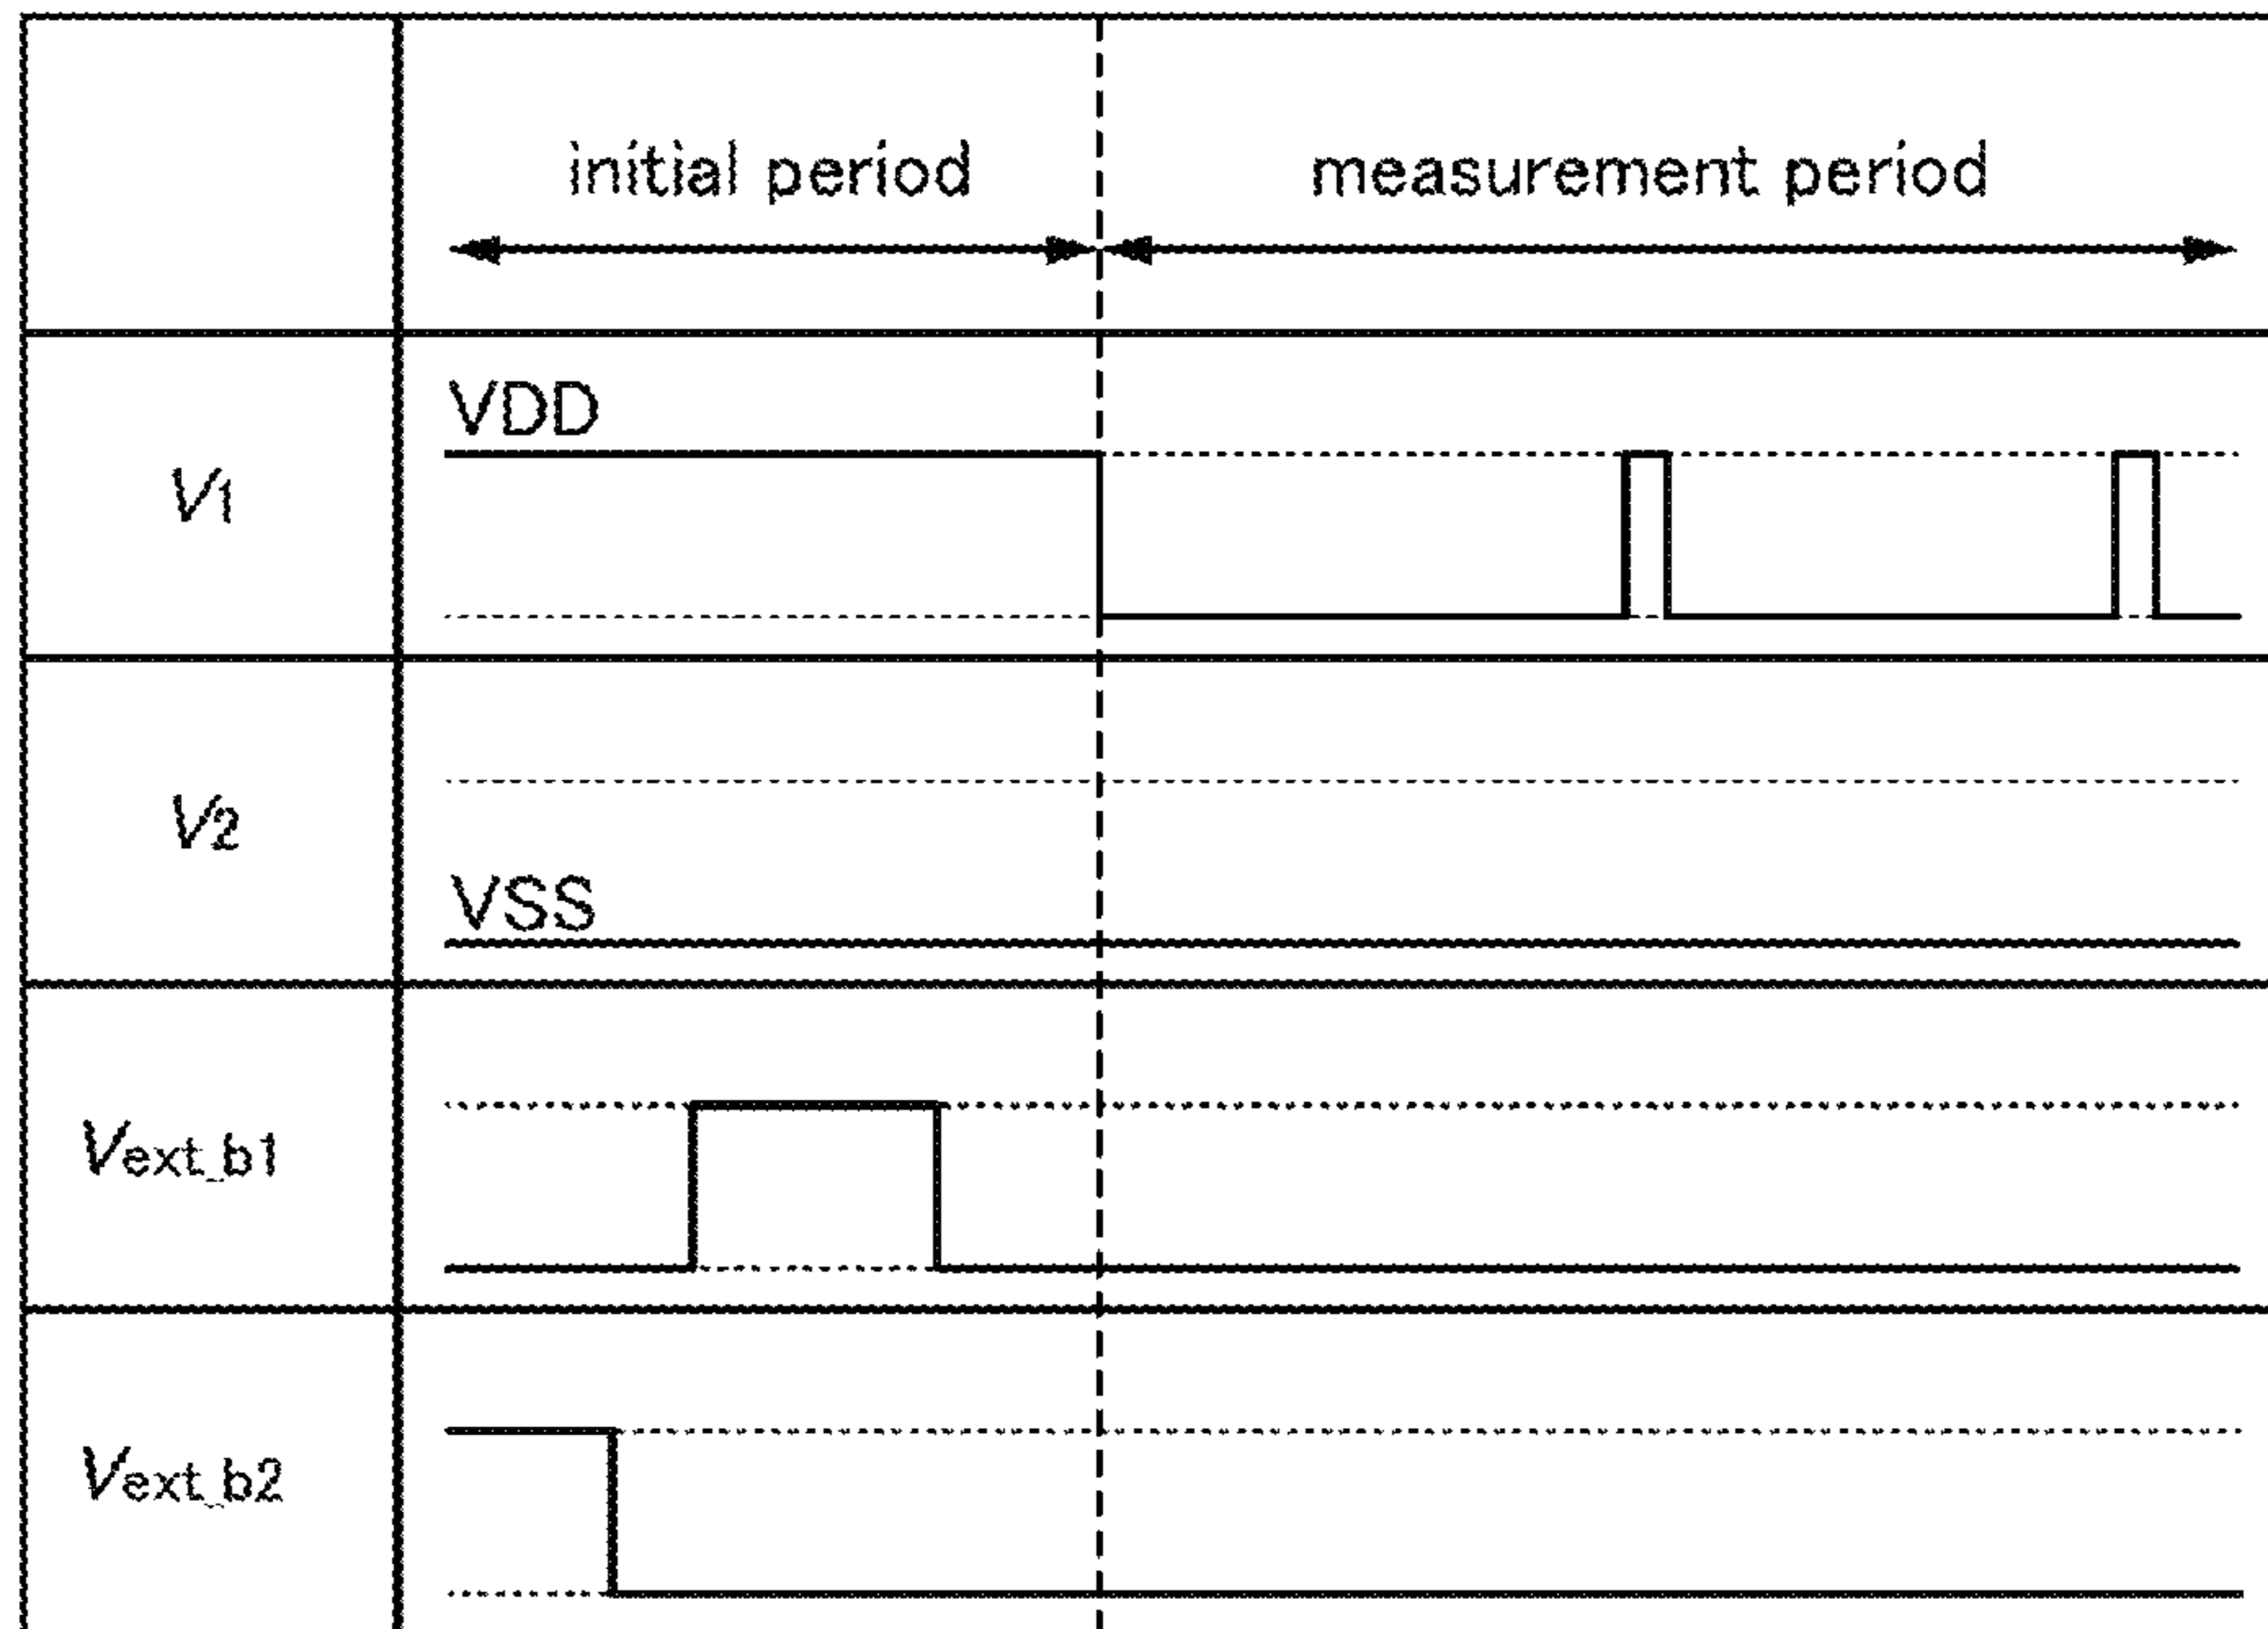 initial period measurement period
VDD
V1
V2
VSS
Vext_b1
Vext_b2